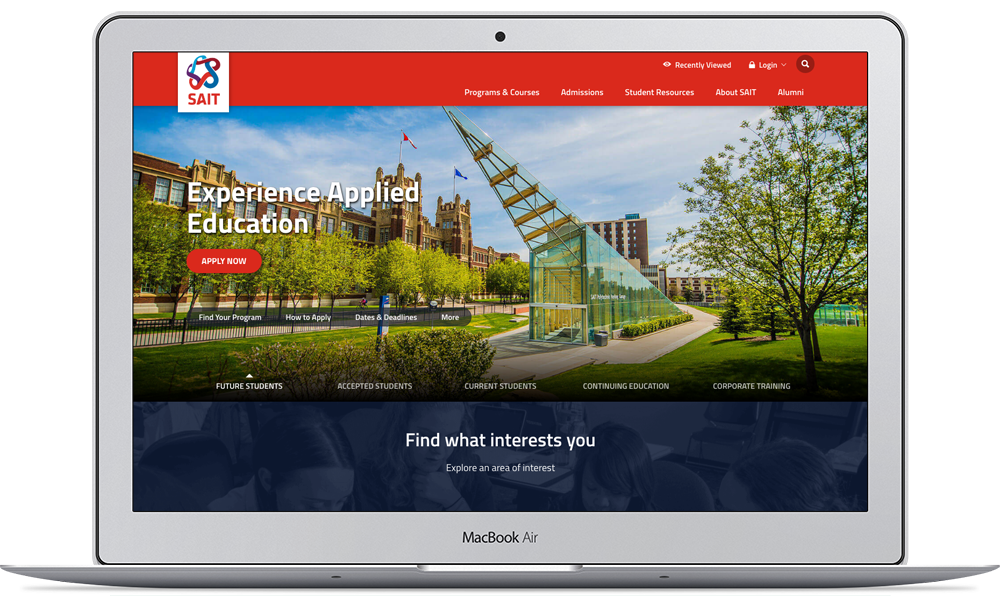 SAIT
Recently Viewed
Login
Programs & Courses
Admissions
Student Resources
About SAIT
Alumni
Experience Applied
Education
APPLY NOW
Find Your Program
How to Apply
Dates & Deadlines
More
FUTURE STUDENTS
ACCEPTED STUDENTS
CURRENT STUDENTS
CONTINUING EDUCATION
CORPORATE TRAINING
Find what interests you
Explore an area of interest
MacBook Air